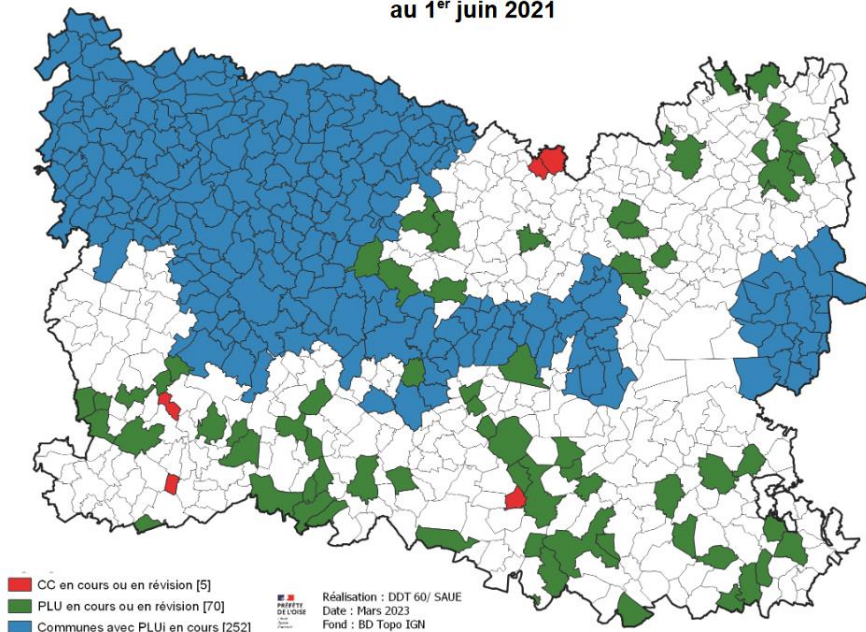 au 1er juin 2021
CC en cours ou en révision [5]
PLU en cours ou en révision [70]
Communes avec PLUi en cours [252]
PRÉFÈTE
DE L'OISE
Réalisation : DDT 60/ SAUE
Date : Mars 2023
Fond : BD Topo IGN